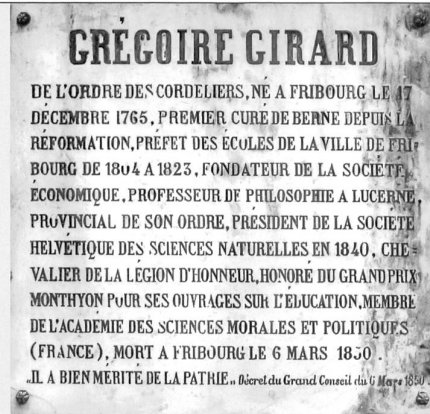 GRÉGOIRE GIRARD
DE L'ORDRE DES CORDELIERS, NÉ A FRIBOURG LE 17
DÉCEMBRE 1765, PREMIER CURÉ DE BERNE DEPUIS LA
RÉFORMATION, PRÉFET DES ÉCOLES DE LA VILLE DE FRI-
BOURG DE 1804 A 1823, FONDATEUR DE LA SOCIÉTÉ
ÉCONOMIQUE, PROFESSEUR DE PHILOSOPHIE A LUCERNE,
PROVINCIAL DE SON ORDRE, PRÉSIDENT DE LA SOCIÉTÉ
HELVÉTIQUE DES SCIENCES NATURELLES EN 1840, CHE-
VALIER DE LA LÉGION D'HONNEUR, HONORÉ DU GRAND PRIX
MONTHYON POUR SES OUVRAGES SUR L'ÉDUCATION, MEMBRE
DE L'ACADÉMIE DES SCIENCES MORALES ET POLITIQUES
(FRANCE), MORT A FRIBOURG LE 6 MARS 1850.
„IL A BIEN MÉRITÉ DE LA PATRIE„ Décret du Grand Conseil du 6 Mars 1850.